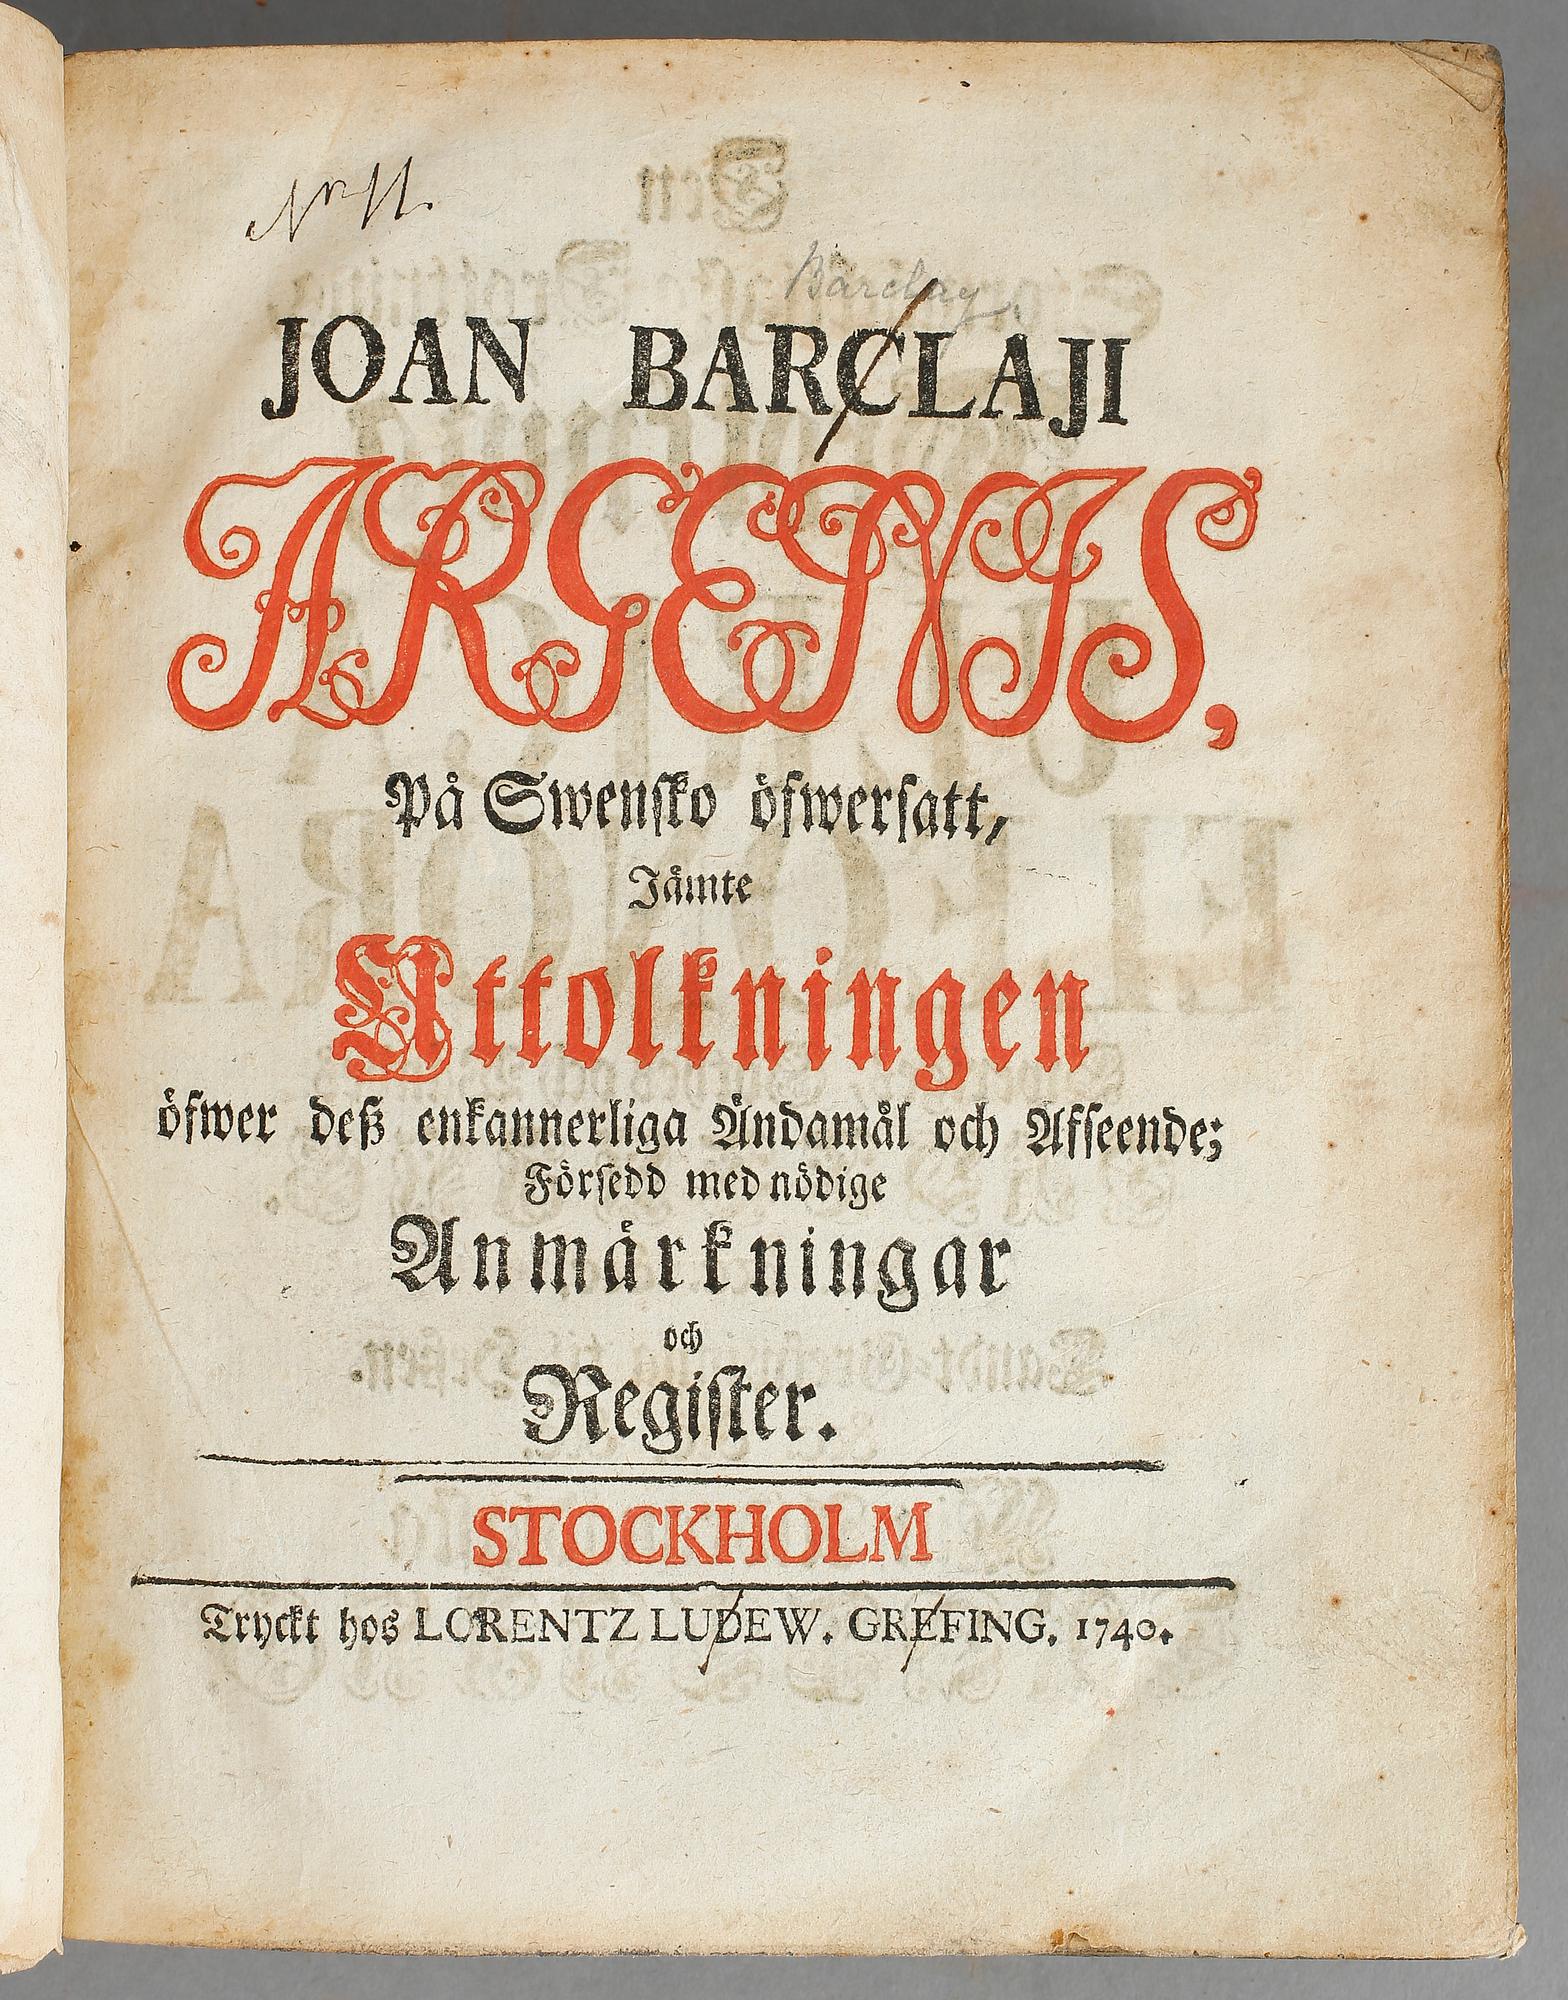 No 11.
Barclay
JOAN BARCLAJI
ARGENIS,
På Swensko öfwersatt,
Jämte
Uttolkningen
öfwer deß enkannerliga Ändamål och Afseende;
Försedd med nödige
Anmärkningar
och
Register.
STOCKHOLM
Tryckt hos LORENTZ LUDEW. GREFING. 1740.